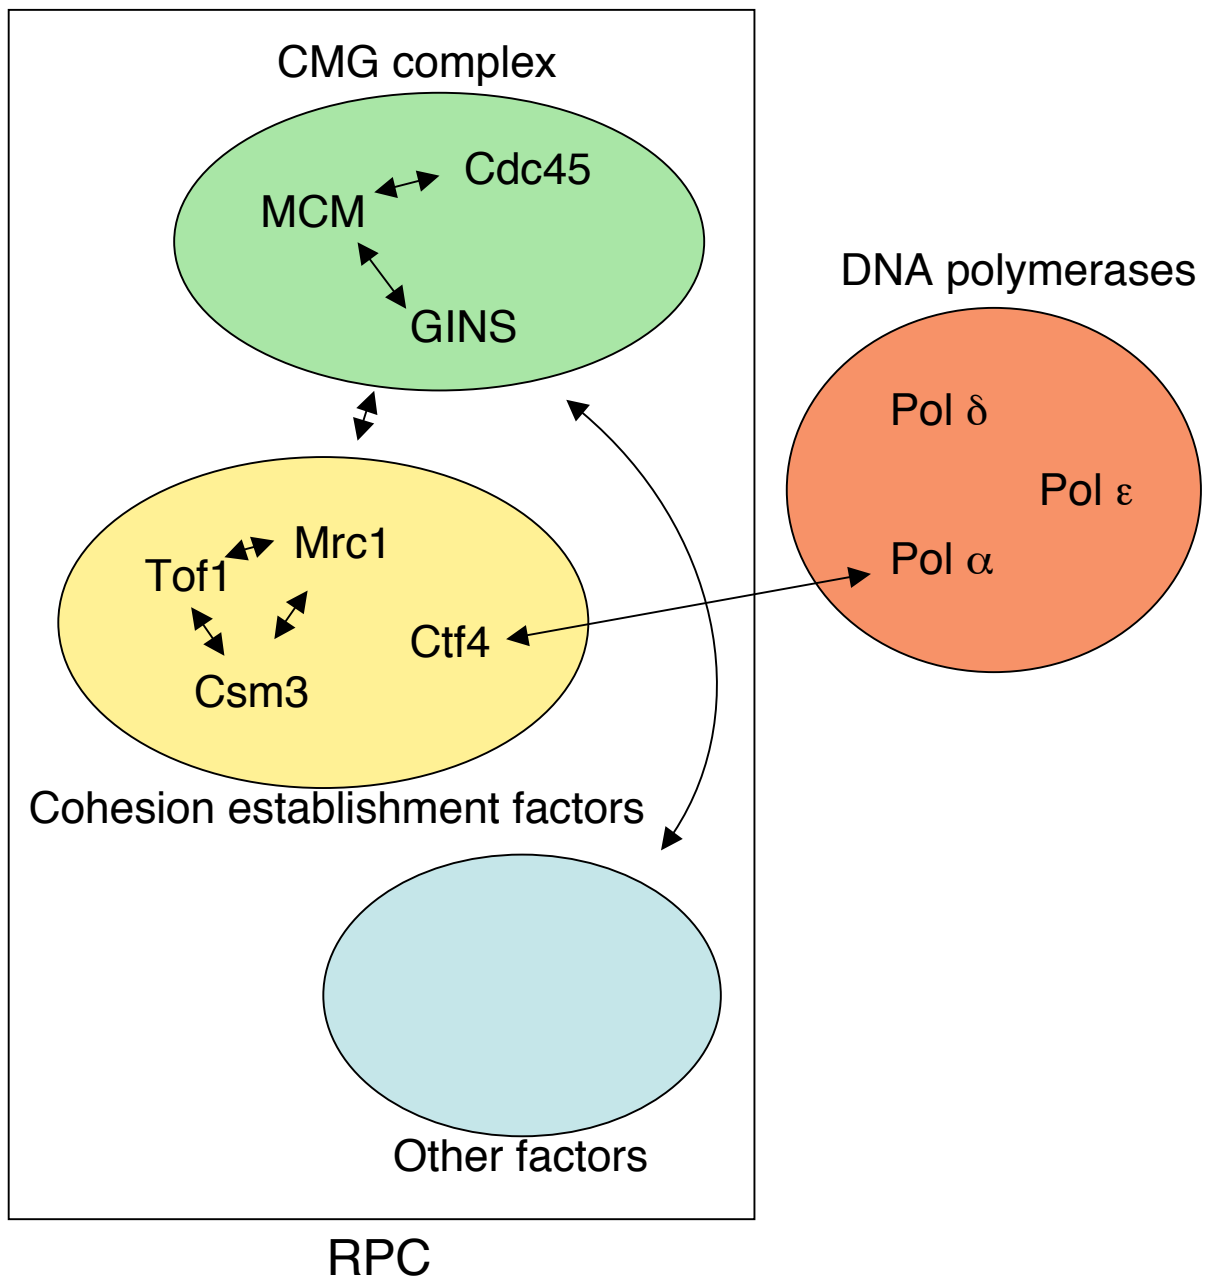 CMG complex
Cdc45
MCM
GINS
DNA polymerases
Pol δ
Pol ε
Pol α
Mrc1
Tof1
Ctf4
Csm3
Cohesion establishment factors
Other factors
RPC